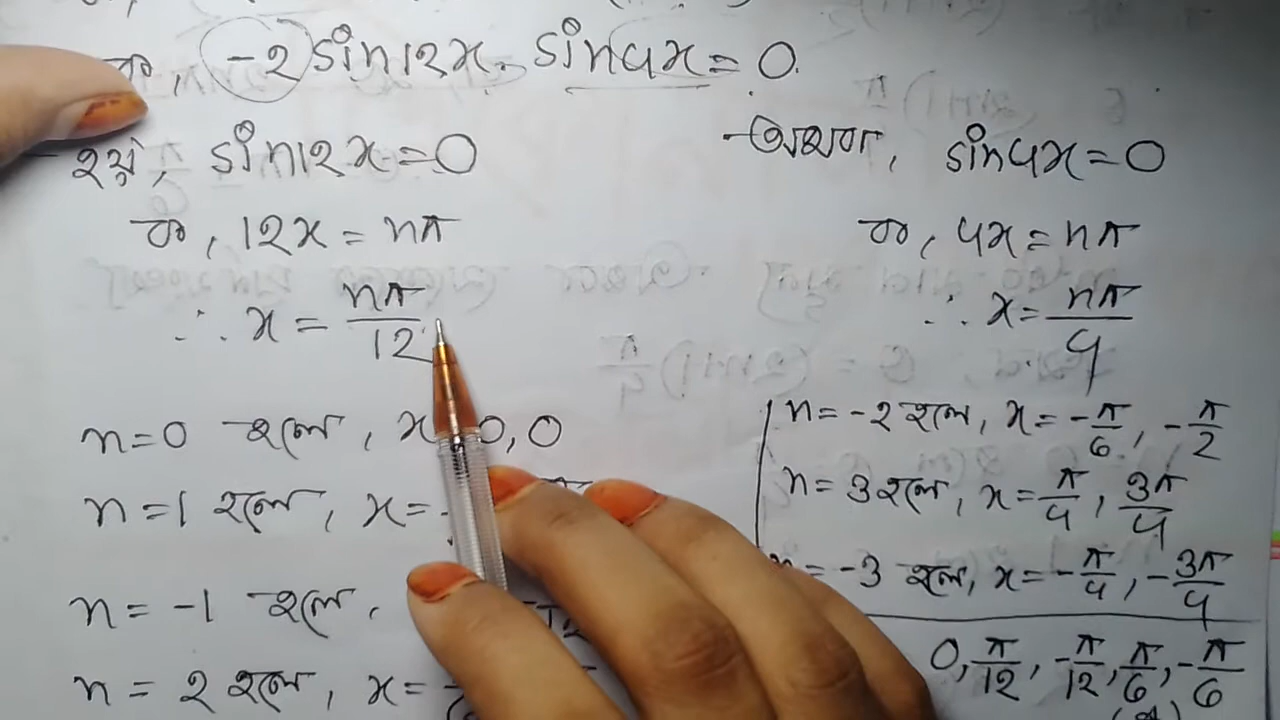 বা, -2 sin12x. sin4x = 0.
হয়, sin12x = 0
বা, 12x = nπ
∴ x = nπ/12
n = 0 হলে, x 0, 0
n = 1 হলে, x =
n = -1 হলে,
n = 2 হলে, x =
অথবা, sin4x = 0
বা, 4x = nπ
∴ x = nπ/4
n = -2 হলে, x = -π/6, -π/2
n = 3 হলে, x = π/4, 3π/4
= -3 হলে, x = -π/4, -3π/4
0, π/12, -π/12, π/6, -π/6